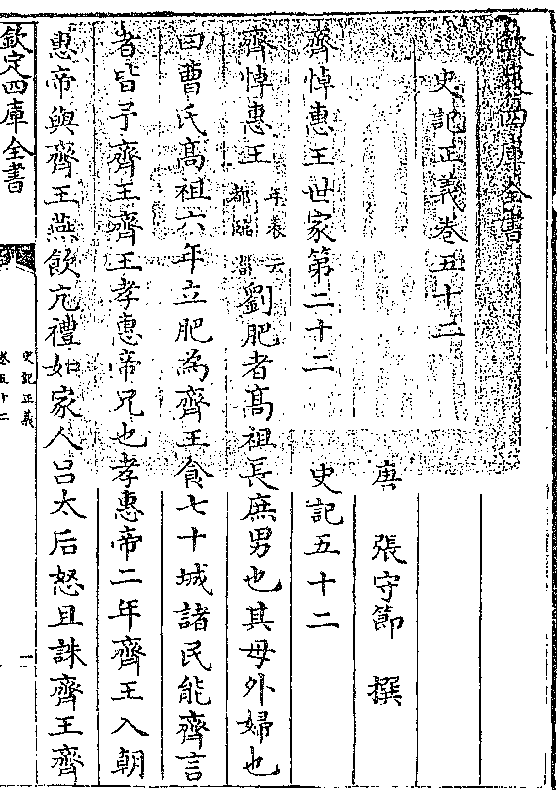 欽定四庫全書
史記正義卷五十二
唐 張守節 撰
齊悼惠王世家第二十二 史記五十二
齊悼惠王年表云都臨淄劉肥者髙祖長庶男也其母外婦也
曰曹氏髙祖六年立肥為齊王食七十城諸民能齊言
者皆予齊王齊王孝惠帝兄也孝惠帝二年齊王入朝
惠帝與齊王燕飲亢禮如家人吕太后怒且誅齊王齊
欽定四庫全書
史記正義
卷五十二
一